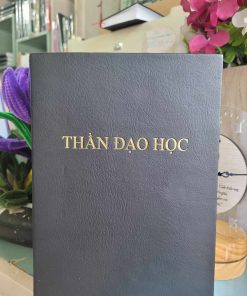 THẦN ĐẠO HỌC